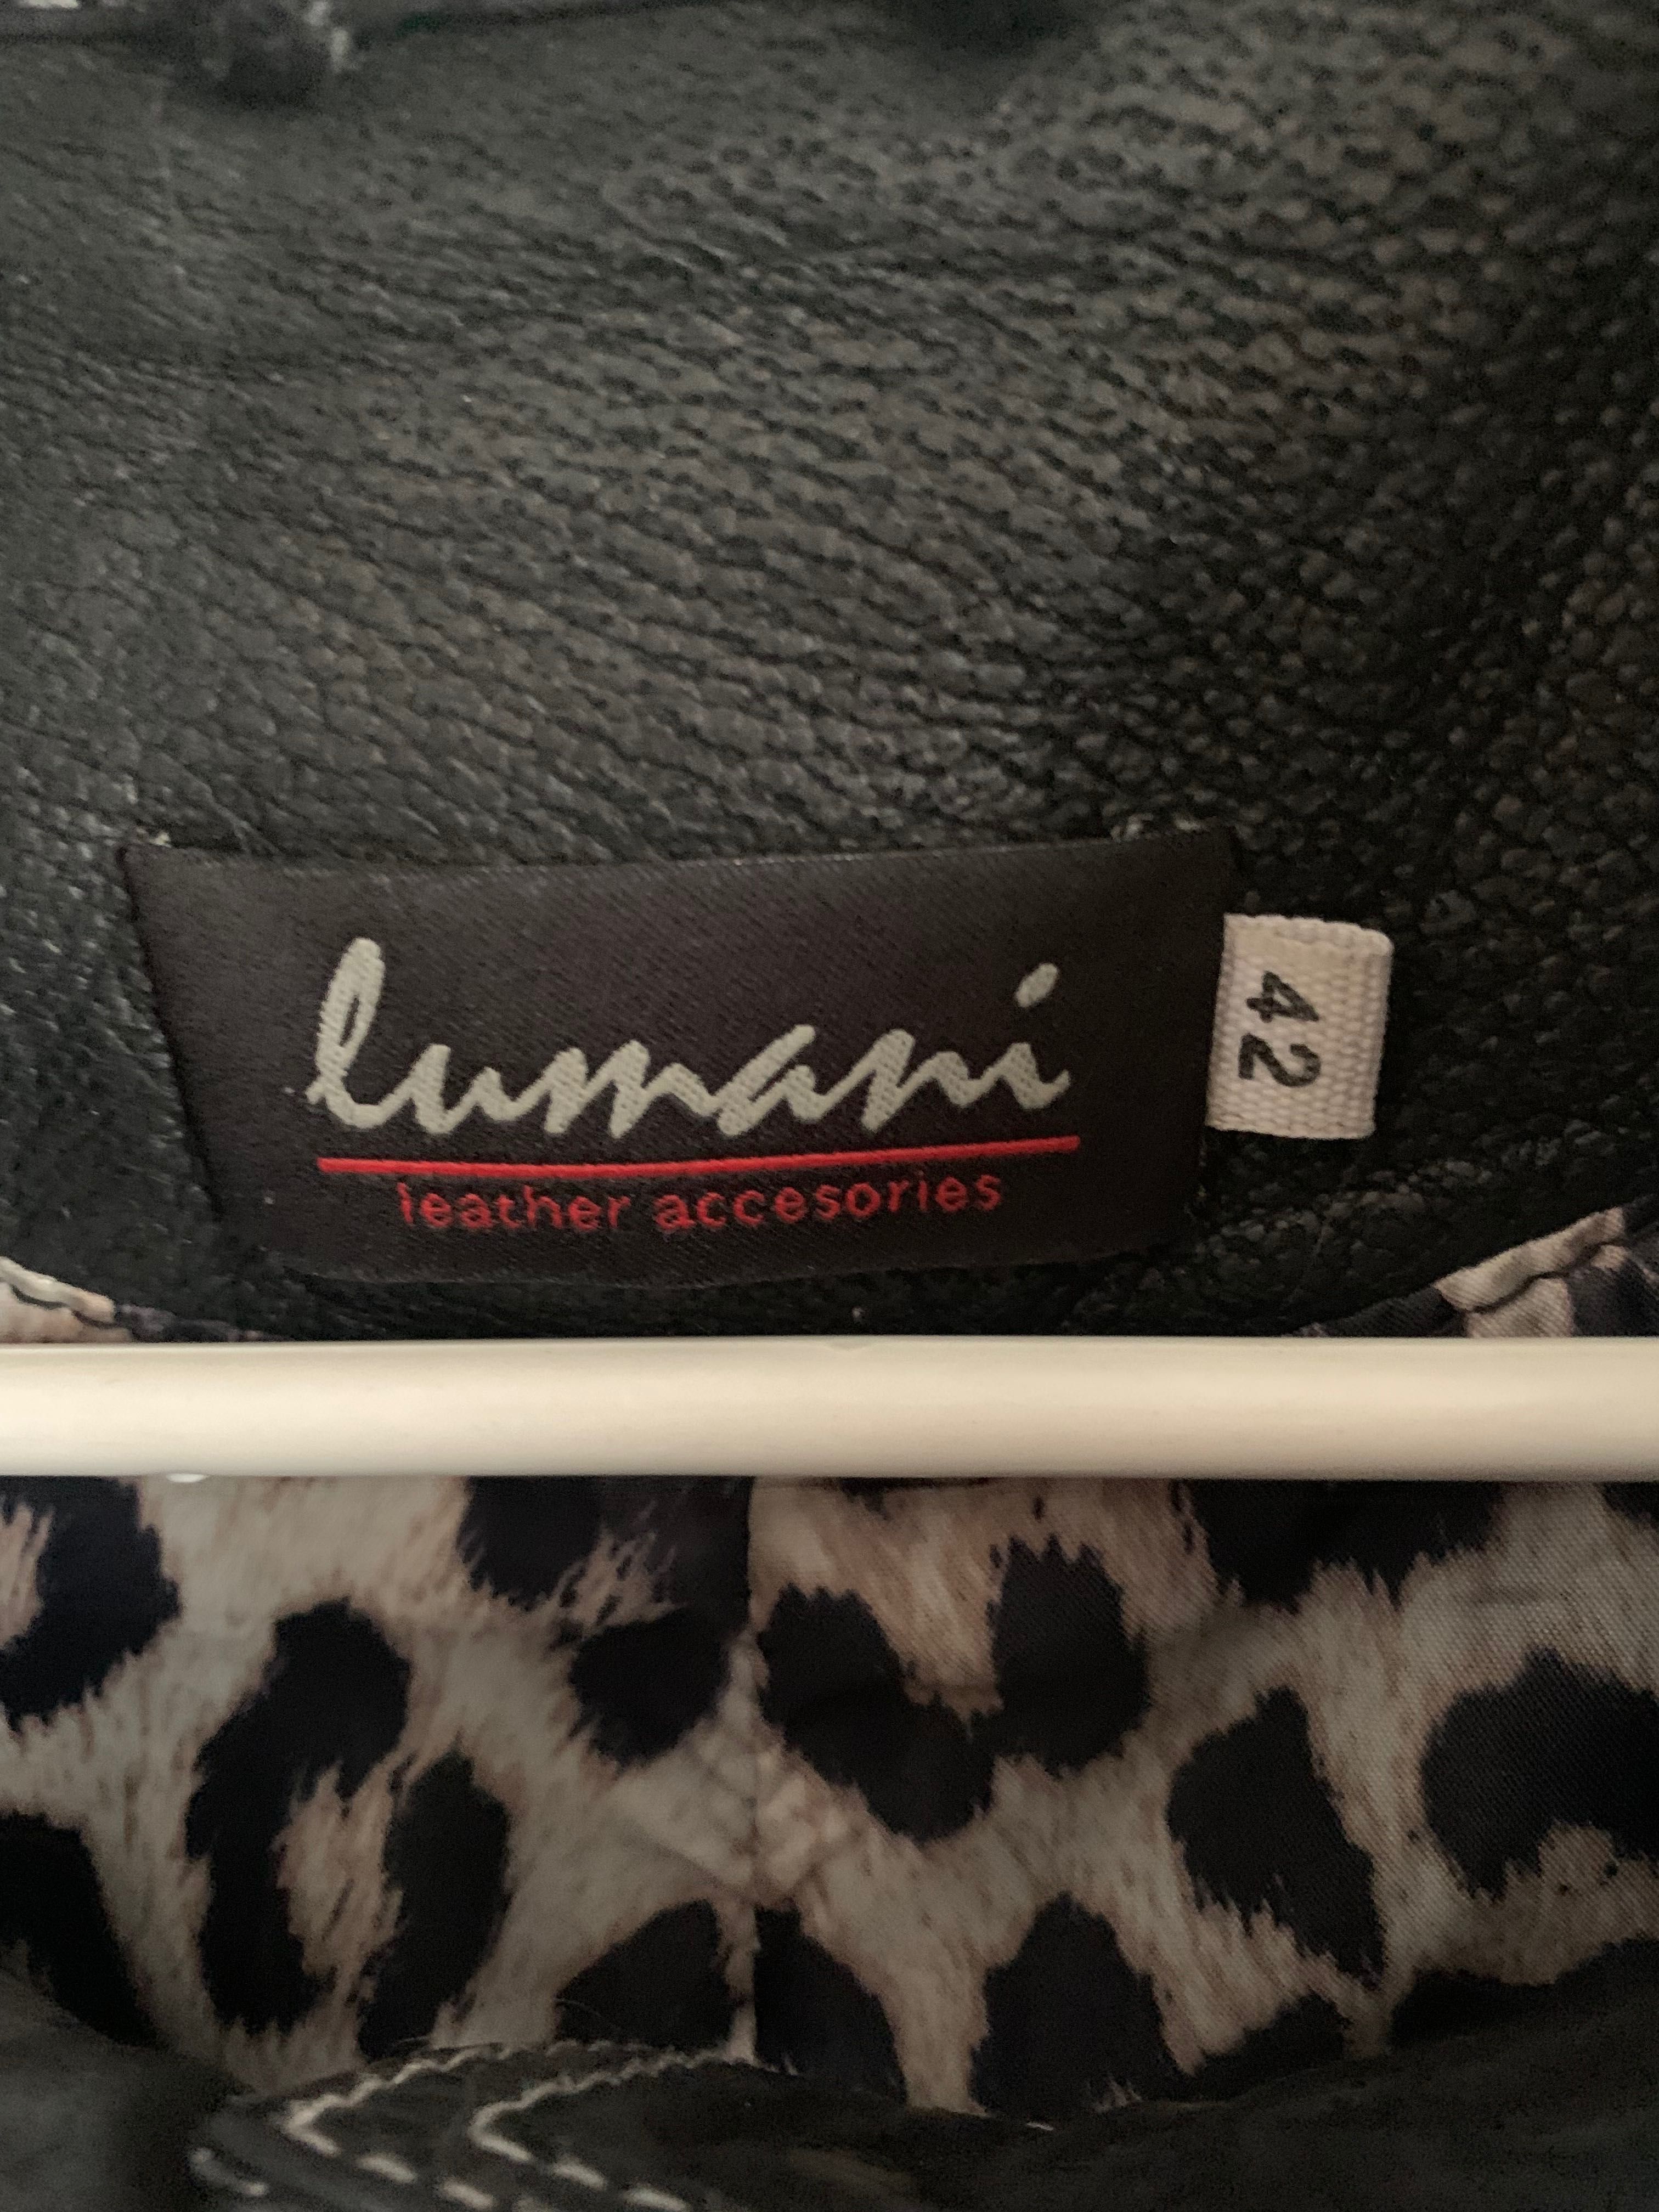 lumani
leather accesories
42